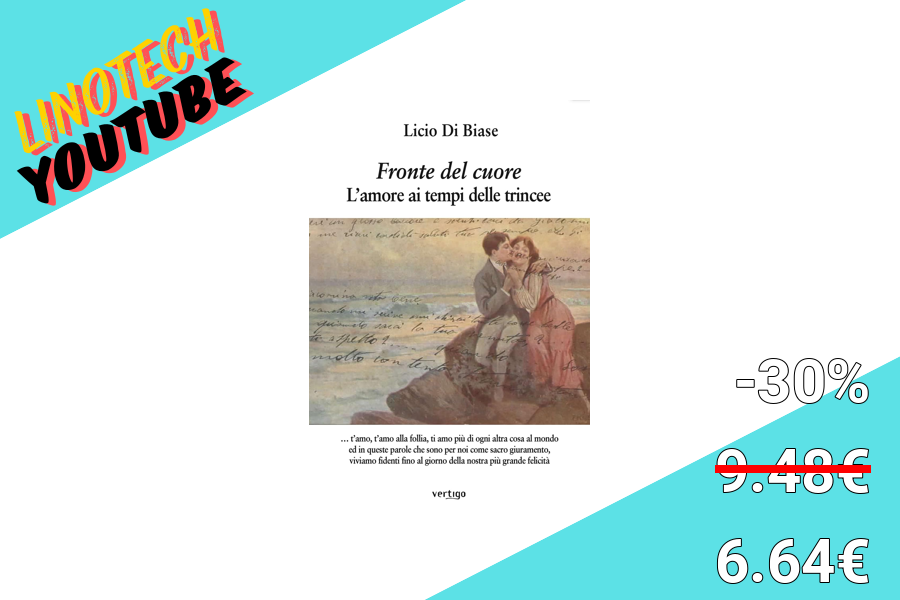 LINOTECH
YOUTUBE
Licio Di Biase
Fronte del cuore
L'amore ai tempi delle trincee
… t'amo, t'amo alla follia, ti amo più di ogni altra cosa al mondo
ed in queste parole che sono per noi come sacro giuramento,
viviamo fidenti fino al giorno della nostra più grande felicità
vertigo
-30%
9.48€
6.64€